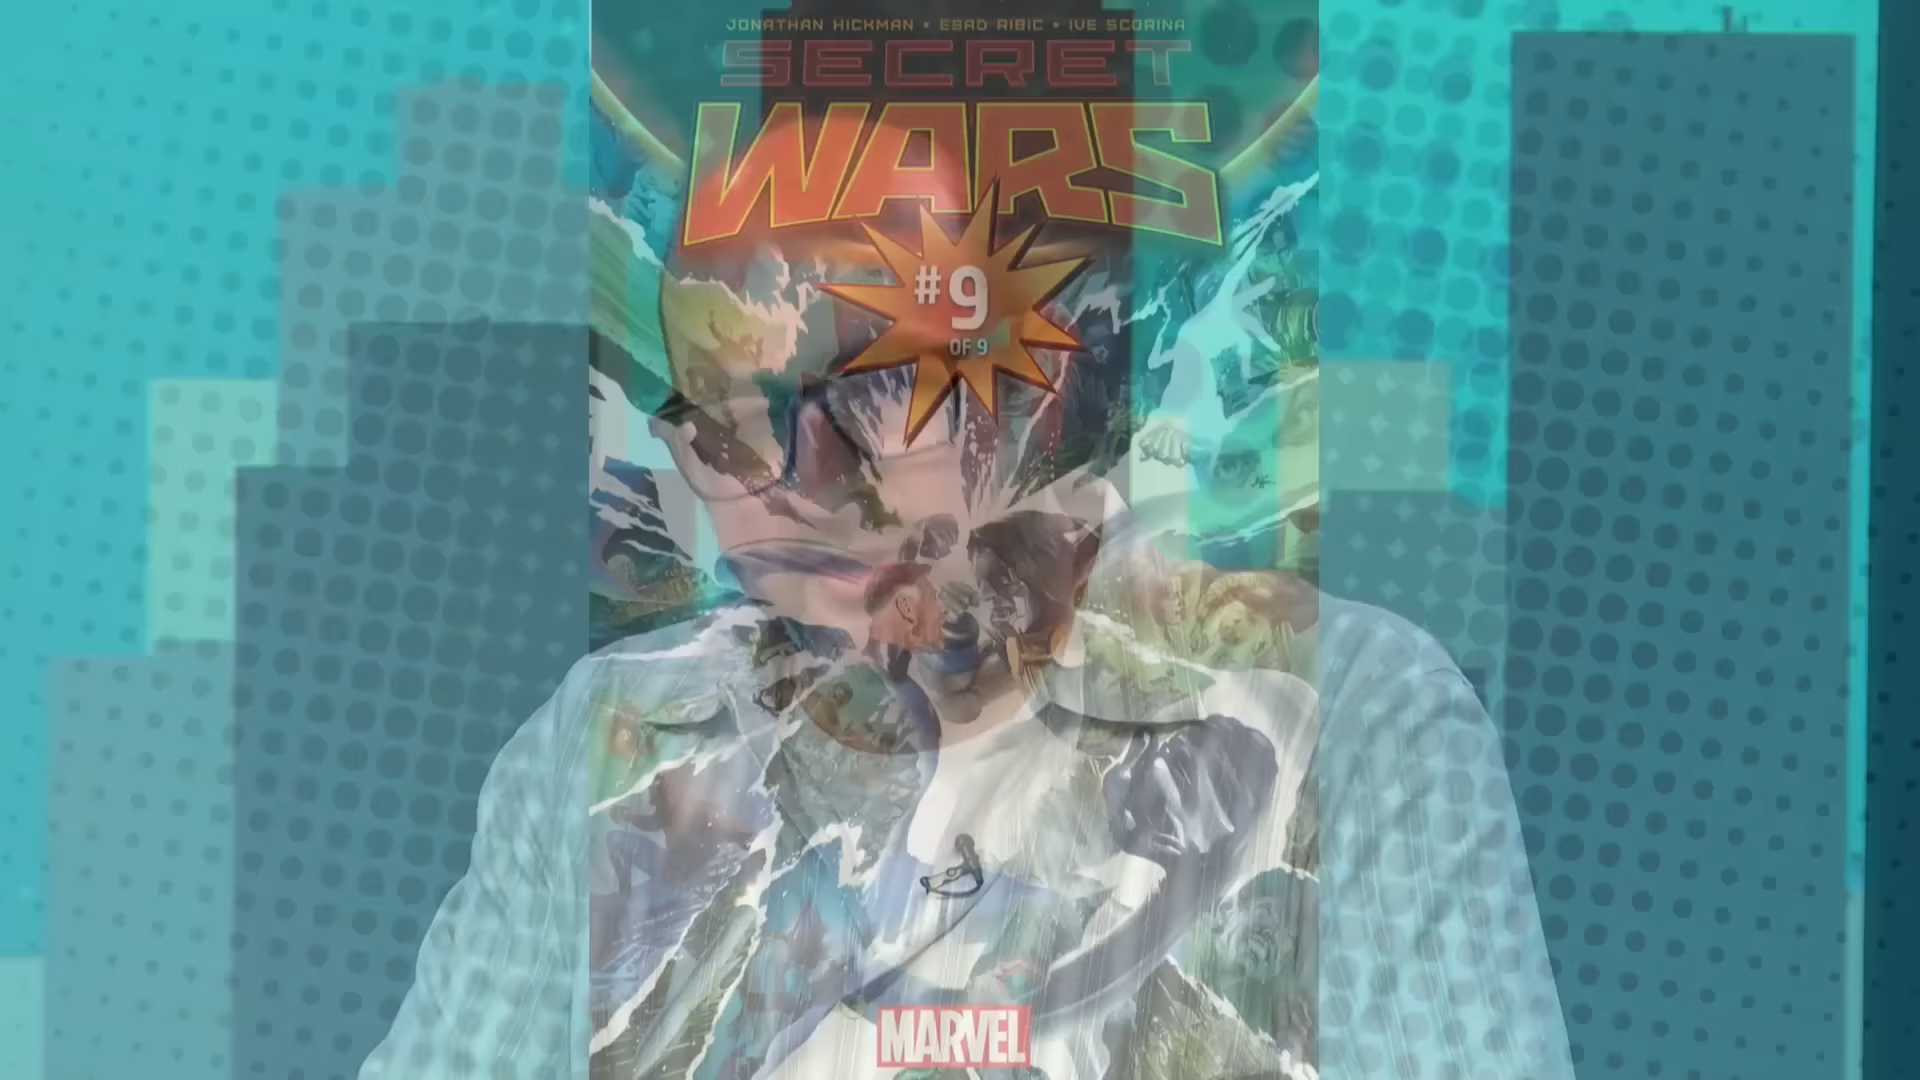 JONATHAN HICKMAN • ESAD RIBIC • IVE SCORINA
SECRET
WARS
#9
OF 9
MARVEL